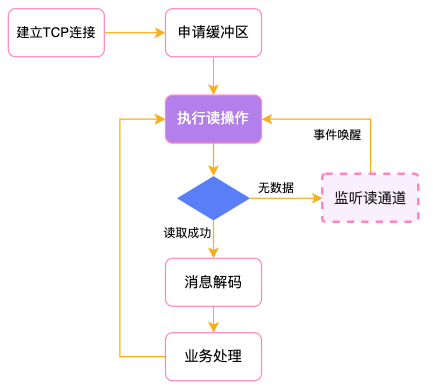 建立TCP连接
申请缓冲区
执行读操作
事件唤醒
无数据
监听读通道
读取成功
消息解码
业务处理